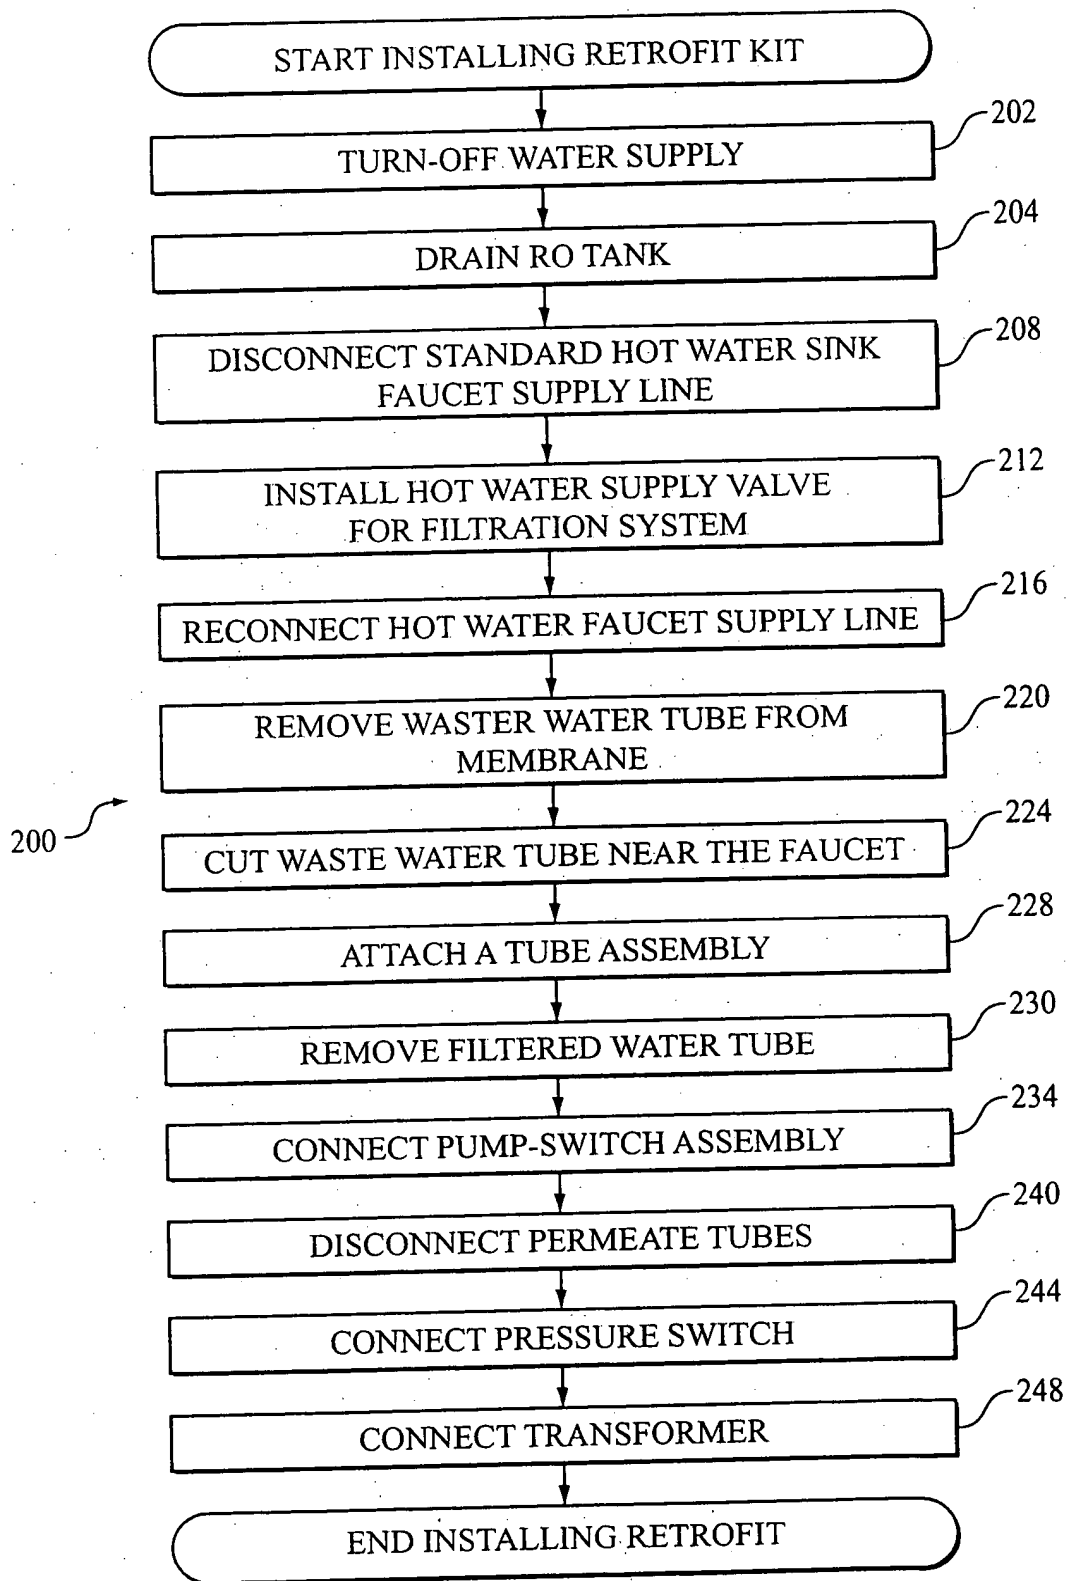 START INSTALLING RETROFIT KIT
202
TURN-OFF WATER SUPPLY
204
DRAIN RO TANK
208
DISCONNECT STANDARD HOT WATER SINK
FAUCET SUPPLY LINE
212
INSTALL HOT WATER SUPPLY VALVE
FOR FILTRATION SYSTEM
216
RECONNECT HOT WATER FAUCET SUPPLY LINE
220
REMOVE WASTER WATER TUBE FROM
MEMBRANE
200
224
CUT WASTE WATER TUBE NEAR THE FAUCET
228
ATTACH A TUBE ASSEMBLY
230
REMOVE FILTERED WATER TUBE
234
CONNECT PUMP-SWITCH ASSEMBLY
240
DISCONNECT PERMEATE TUBES
244
CONNECT PRESSURE SWITCH
248
CONNECT TRANSFORMER
END INSTALLING RETROFIT